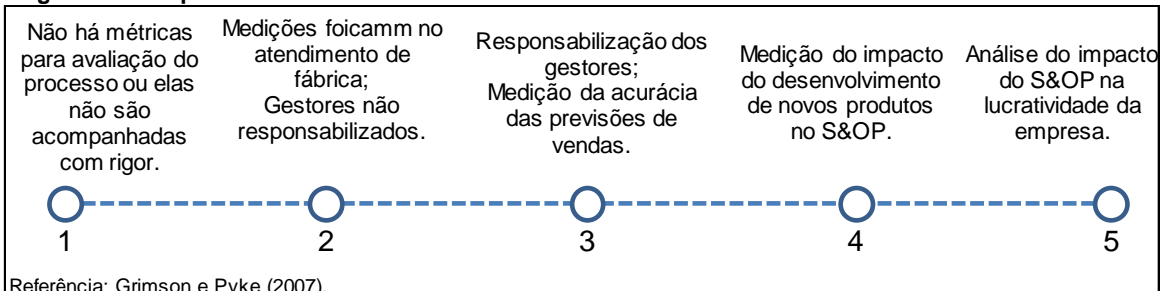 Não há métricas
para avaliação do
processo ou elas
não são
acompanhadas
com rigor.
Medições foicamm no
atendimento de
fábrica;
Gestores não
responsabilizados.
Responsabilização dos
gestores;
Medição da acurácia
das previsões de
vendas.
Medição do impacto
do desenvolvimento
de novos produtos
no S&OP.
Análise do impacto
do S&OP na
lucratividade da
empresa.
1
2
3
4
5
Referência: Grimson e Pyke (2007).